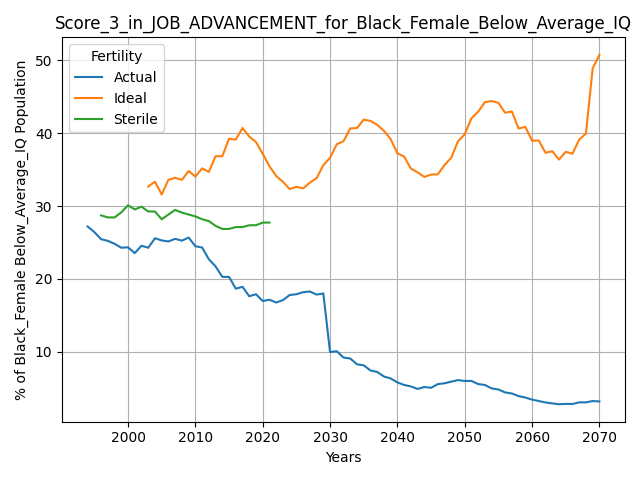 Score_3_in_JOB_ADVANCEMENT_for_Black_Female_Below_Average_IQ
Fertility
Actual
Ideal
Sterile
% of Black_Female Below_Average_IQ Population
50
40
30
20
10
2000 2010 2020 2030 2040 2050 2060 2070
Years